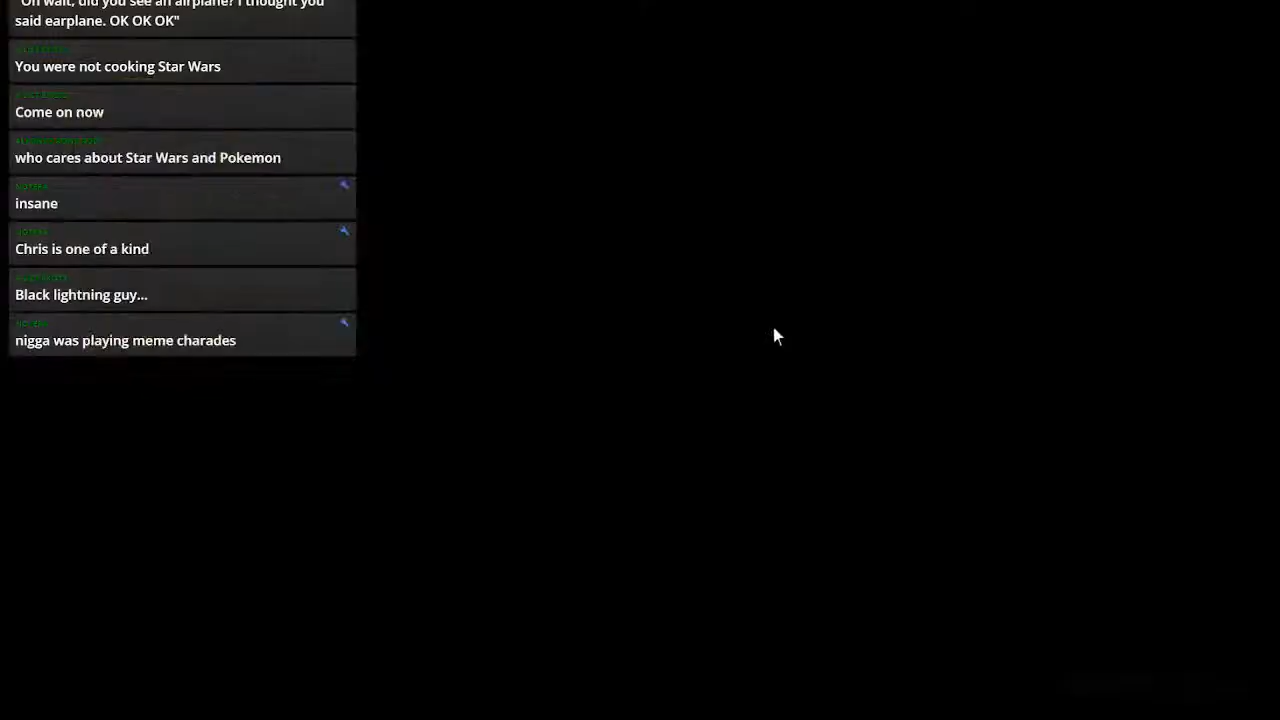 "Oh wait, did you see an airplane? I thought you
said earplane. OK OK OK"
You were not cooking Star Wars
Come on now
who cares about Star Wars and Pokemon
insane
Chris is one of a kind
Black lightning guy...
nigga was playing meme charades